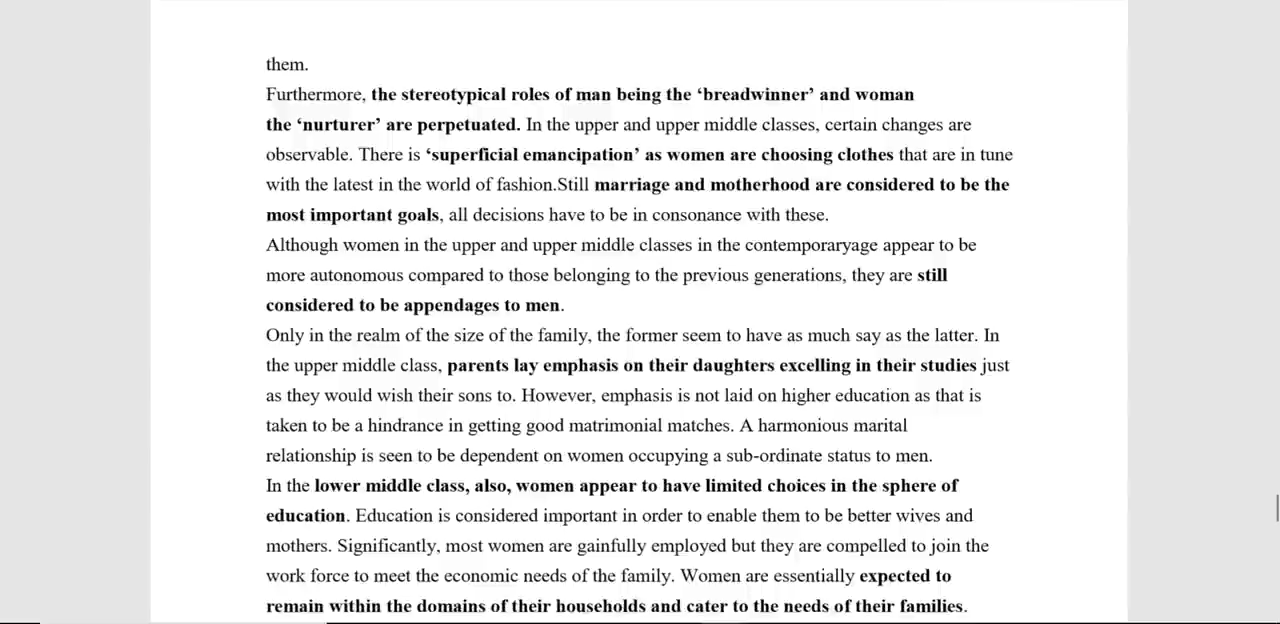 them.
Furthermore, the stereotypical roles of man being the ‘breadwinner’ and woman
the ‘nurturer’ are perpetuated. In the upper and upper middle classes, certain changes are
observable. There is ‘superficial emancipation’ as women are choosing clothes that are in tune
with the latest in the world of fashion.Still marriage and motherhood are considered to be the
most important goals, all decisions have to be in consonance with these.
Although women in the upper and upper middle classes in the contemporaryage appear to be
more autonomous compared to those belonging to the previous generations, they are still
considered to be appendages to men.
Only in the realm of the size of the family, the former seem to have as much say as the latter. In
the upper middle class, parents lay emphasis on their daughters excelling in their studies just
as they would wish their sons to. However, emphasis is not laid on higher education as that is
taken to be a hindrance in getting good matrimonial matches. A harmonious marital
relationship is seen to be dependent on women occupying a sub-ordinate status to men.
In the lower middle class, also, women appear to have limited choices in the sphere of
education. Education is considered important in order to enable them to be better wives and
mothers. Significantly, most women are gainfully employed but they are compelled to join the
work force to meet the economic needs of the family. Women are essentially expected to
remain within the domains of their households and cater to the needs of their families.